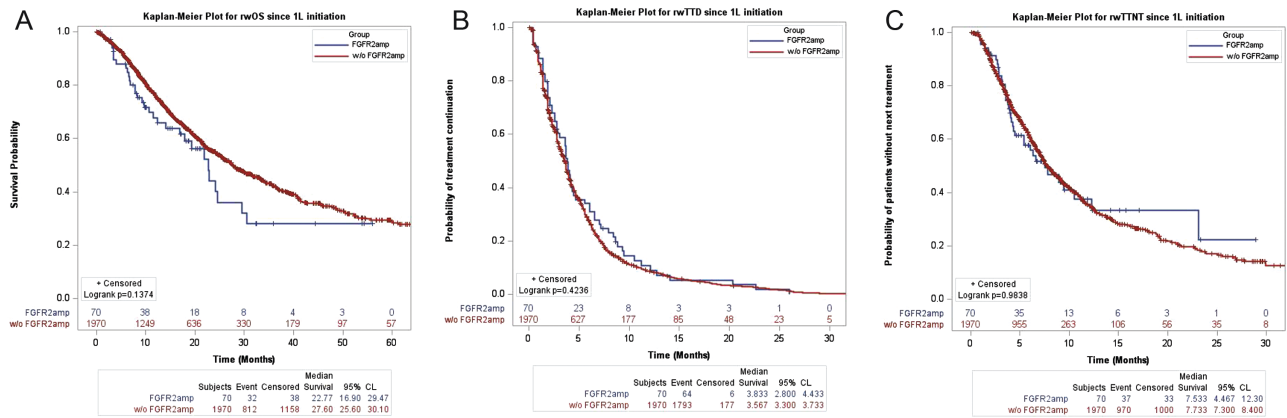 A
Kaplan-Meier Plot for rwOS since 1L initiation
Group
FGFR2amp
w/o FGFR2amp
Survival Probability
1.0
0.8
0.6
0.4
0.2
0.0
+ Censored
Logrank p=0.1374
FGFR2amp 70 38 18 8 4 3 0
w/o FGFR2amp 1970 1249 636 330 179 97 57
0 10 20 30 40 50 60
Time (Months)
Median
Subjects Event Censored Survival 95% CL
FGFR2amp 70 32 38 22.77 16.90 29.47
w/o FGFR2amp 1970 812 1158 27.60 25.60 30.10
B
Kaplan-Meier Plot for rwTTD since 1L initiation
Group
FGFR2amp
w/o FGFR2amp
Probability of treatment continuation
1.0
0.8
0.6
0.4
0.2
0.0
+ Censored
Logrank p=0.4236
FGFR2amp 70 23 8 3 3 1 0
w/o FGFR2amp 1970 627 177 85 48 23 5
0 5 10 15 20 25 30
Time (Months)
Median
Subjects Event Censored Survival 95% CL
FGFR2amp 70 64 6 3.833 2.800 4.433
w/o FGFR2amp 1970 1793 177 3.567 3.300 3.733
C
Kaplan-Meier Plot for rwTTNT since 1L initiation
Group
FGFR2amp
w/o FGFR2amp
Probability of patients without next treatment
1.0
0.8
0.6
0.4
0.2
0.0
+ Censored
Logrank p=0.9838
FGFR2amp 70 35 13 6 3 1 0
w/o FGFR2amp 1970 955 263 106 56 35 8
0 5 10 15 20 25 30
Time (Months)
Median
Subjects Event Censored Survival 95% CL
FGFR2amp 70 37 33 7.533 4.467 12.30
w/o FGFR2amp 1970 970 1000 7.733 7.300 8.400